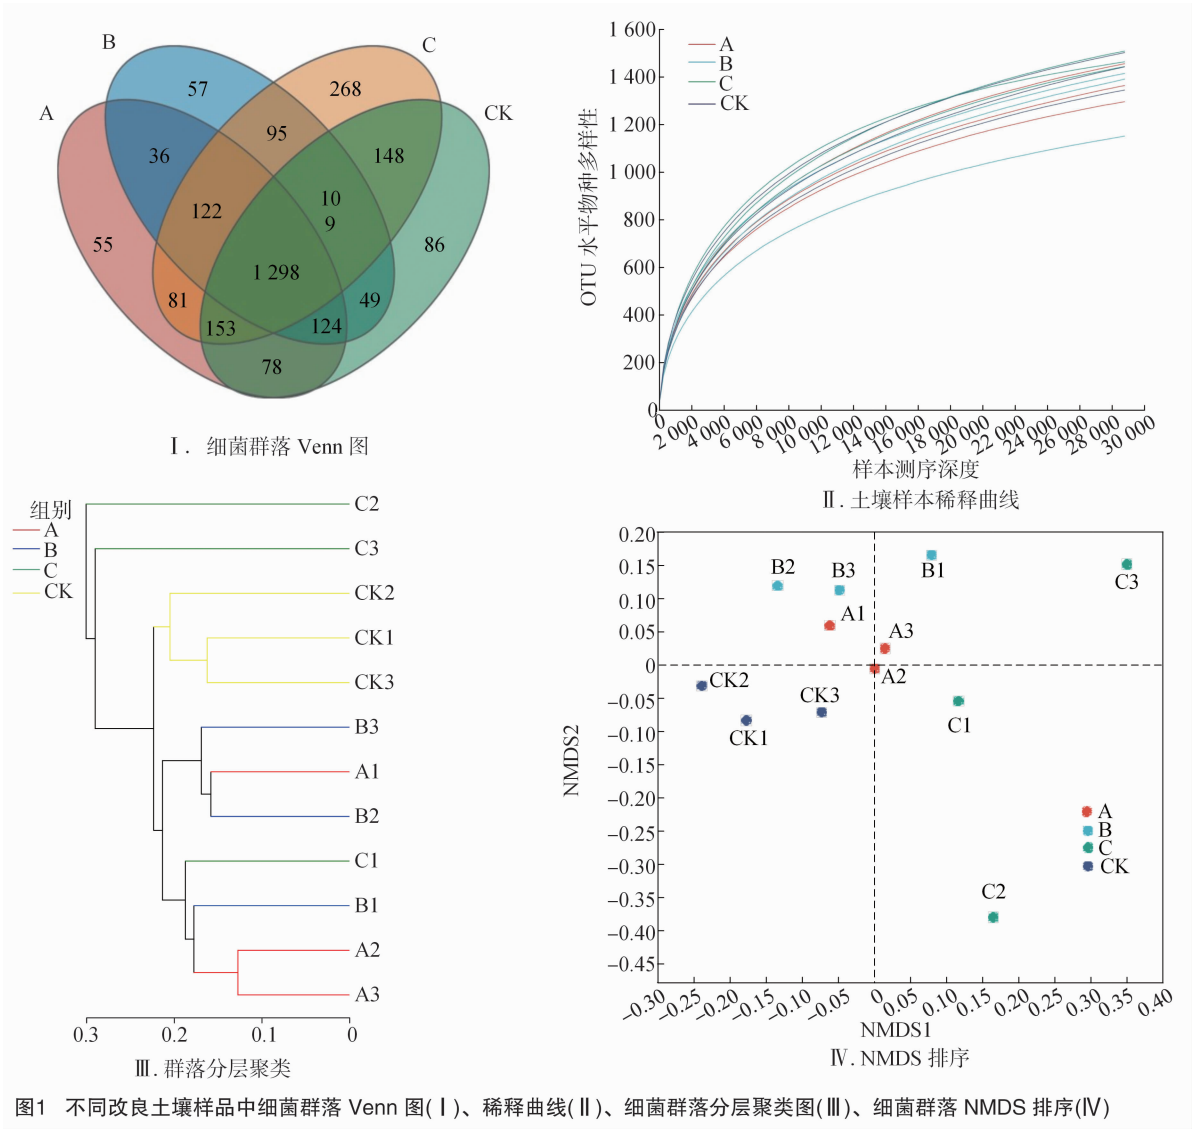 A
B
C
CK
57
268
95
36
148
122
10
9
55
86
1 298
81
49
153
124
78
Ⅰ. 细菌群落 Venn 图
1 600
1 400
1 200
1 000
800
600
400
200
0
OTU 水平物种多样性
A
B
C
CK
2 000
4 000
6 000
8 000
10 000
12 000
14 000
16 000
18 000
20 000
22 000
24 000
26 000
28 000
30 000
样本测序深度
Ⅱ. 土壤样本稀释曲线
组别
A
B
C
CK
C2
C3
CK2
CK1
CK3
B3
A1
B2
C1
B1
A2
A3
0.3
0.2
0.1
0
Ⅲ. 群落分层聚类
0.20
0.15
0.10
0.05
0
−0.05
−0.10
−0.15
−0.20
−0.25
−0.30
−0.35
−0.40
−0.45
NMDS2
B2
B3
B1
C3
A1
A3
A2
CK2
CK3
CK1
C1
C2
A
B
C
CK
−0.30
−0.25
−0.20
−0.15
−0.10
−0.05
0
0.05
0.10
0.15
0.20
0.25
0.30
0.35
0.40
NMDS1
Ⅳ. NMDS 排序
图1 不同改良土壤样品中细菌群落 Venn 图(Ⅰ)、稀释曲线(Ⅱ)、细菌群落分层聚类图(Ⅲ)、细菌群落 NMDS 排序(Ⅳ)